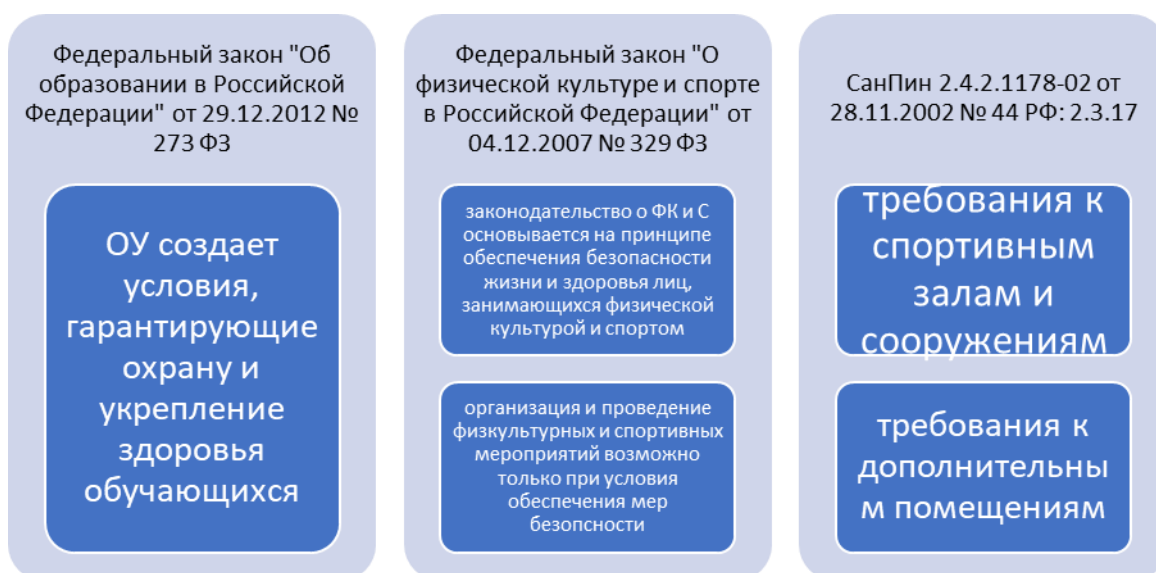 Федеральный закон "Об
образовании в Российской
Федерации" от 29.12.2012 №
273 ФЗ
ОУ создает
условия,
гарантирующие
охрану и
укрепление
здоровья
обучающихся
Федеральный закон "О
физической культуре и спорте
в Российской Федерации" от
04.12.2007 № 329 ФЗ
законодательство о ФК и С
основывается на принципе
обеспечения безопасности
жизни и здоровья лиц,
занимающихся физической
культурой и спортом
организация и проведение
физкультурных и спортивных
мероприятий возможно
только при условия
обеспечения мер
безопсности
СанПин 2.4.2.1178-02 от
28.11.2002 № 44 РФ: 2.3.17
требования к
спортивным
залам и
сооружениям
требования к
дополнительны
м помещениям